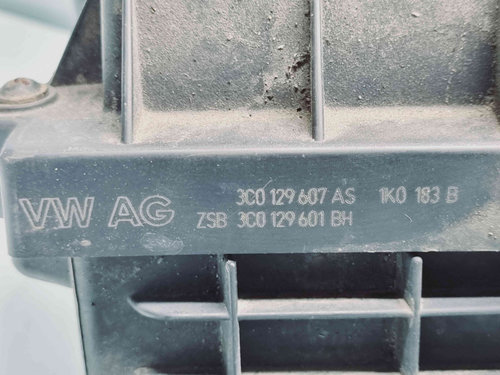 VW AG
3C0 129 607 AS 1K0 183 B
ZSB 3C0 129 601 BH